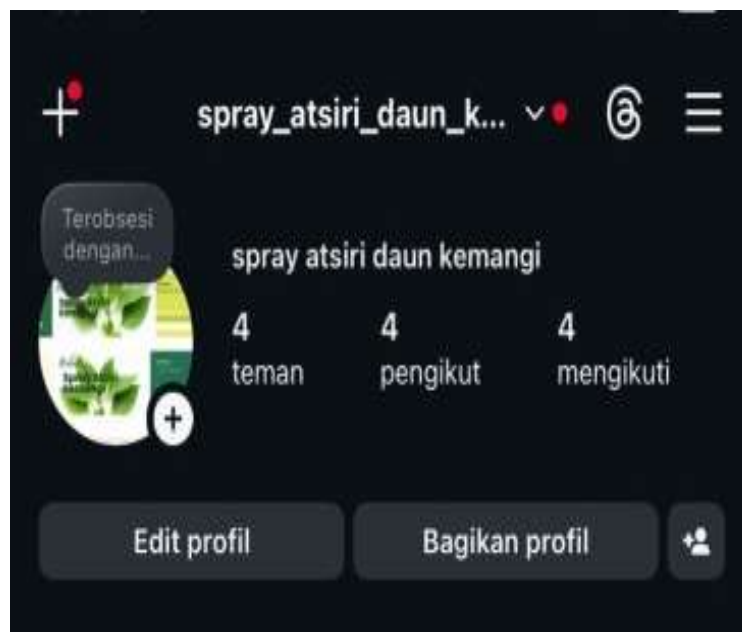 spray_atsiri_daun_k...
Terobsesi
dengan...
spray atsiri daun kemangi
4 4 4
teman pengikut mengikuti
Edit profil Bagikan profil